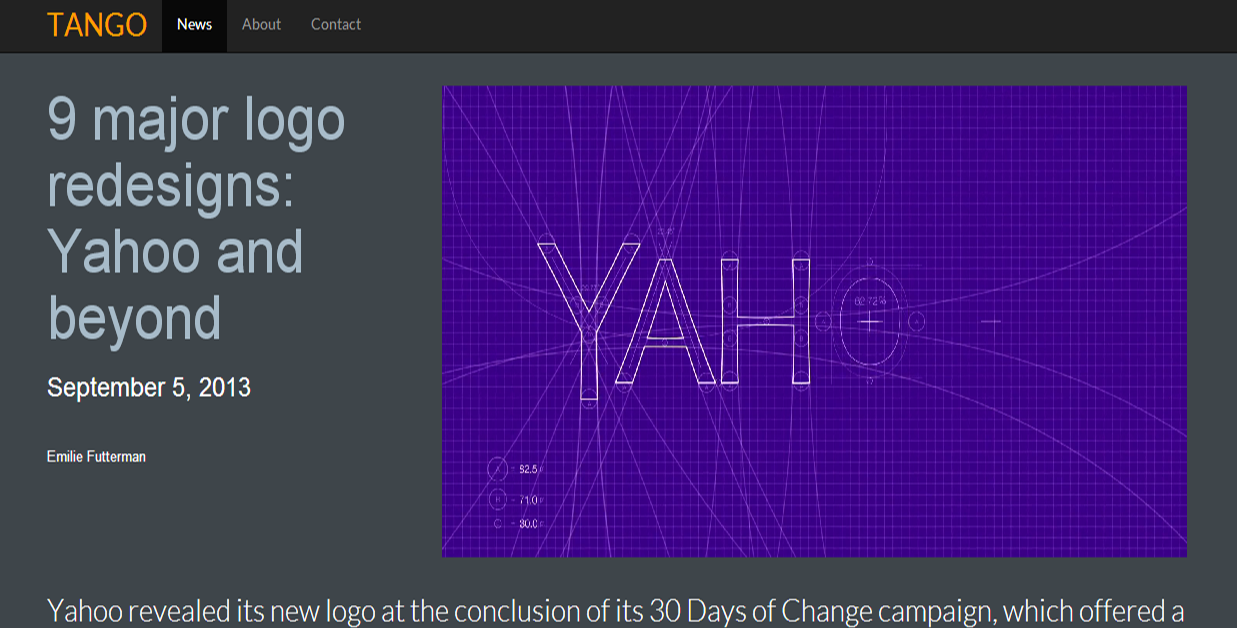 TANGO News About Contact
9 major logo
redesigns:
Yahoo and
beyond
September 5, 2013
Emilie Futterman
YAH
62.72%
82.5
71.0
30.0
Yahoo revealed its new logo at the conclusion of its 30 Days of Change campaign, which offered a